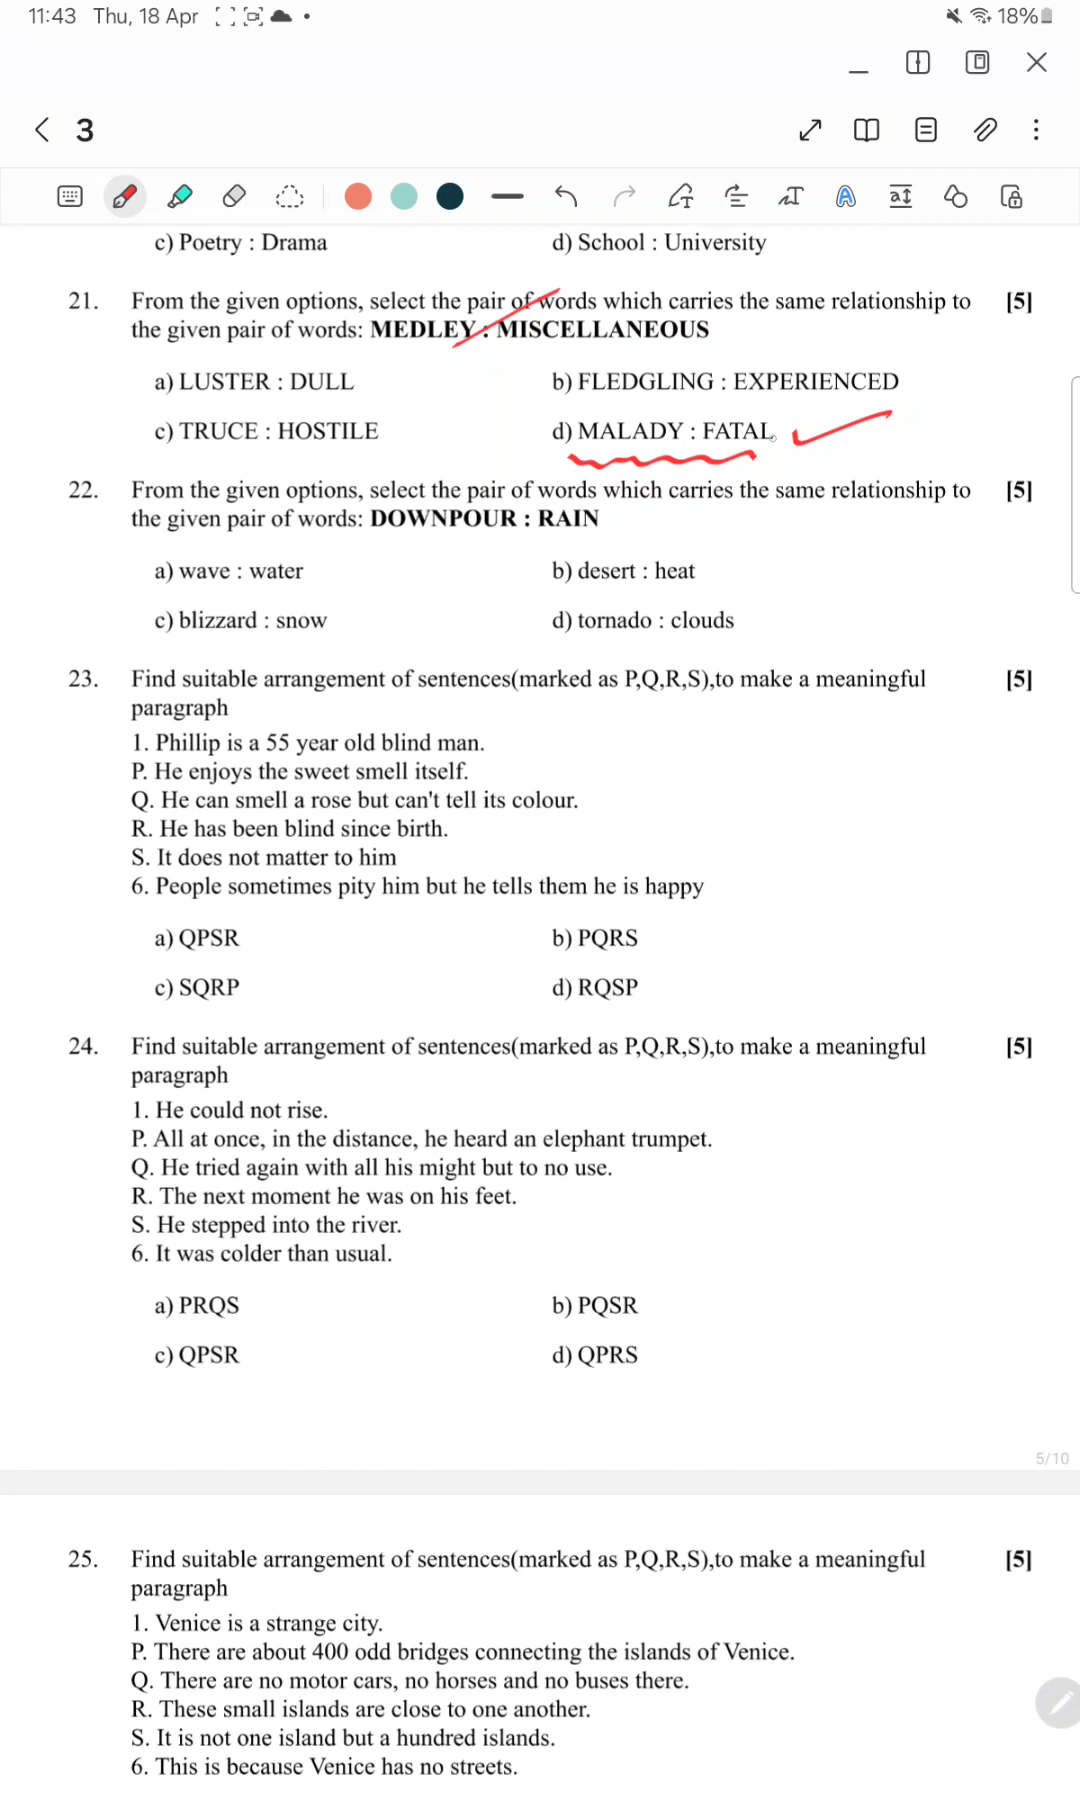 11:43 Thu, 18 Apr
18%
3
c) Poetry : Drama
d) School : University
21. From the given options, select the pair of words which carries the same relationship to [5]
the given pair of words: MEDLEY : MISCELLANEOUS
a) LUSTER : DULL
b) FLEDGLING : EXPERIENCED
c) TRUCE : HOSTILE
d) MALADY : FATAL
22. From the given options, select the pair of words which carries the same relationship to [5]
the given pair of words: DOWNPOUR : RAIN
a) wave : water
b) desert : heat
c) blizzard : snow
d) tornado : clouds
23. Find suitable arrangement of sentences(marked as P,Q,R,S),to make a meaningful [5]
paragraph
1. Phillip is a 55 year old blind man.
P. He enjoys the sweet smell itself.
Q. He can smell a rose but can't tell its colour.
R. He has been blind since birth.
S. It does not matter to him
6. People sometimes pity him but he tells them he is happy
a) QPSR
b) PQRS
c) SQRP
d) RQSP
24. Find suitable arrangement of sentences(marked as P,Q,R,S),to make a meaningful [5]
paragraph
1. He could not rise.
P. All at once, in the distance, he heard an elephant trumpet.
Q. He tried again with all his might but to no use.
R. The next moment he was on his feet.
S. He stepped into the river.
6. It was colder than usual.
a) PRQS
b) PQSR
c) QPSR
d) QPRS
5/10
25. Find suitable arrangement of sentences(marked as P,Q,R,S),to make a meaningful [5]
paragraph
1. Venice is a strange city.
P. There are about 400 odd bridges connecting the islands of Venice.
Q. There are no motor cars, no horses and no buses there.
R. These small islands are close to one another.
S. It is not one island but a hundred islands.
6. This is because Venice has no streets.